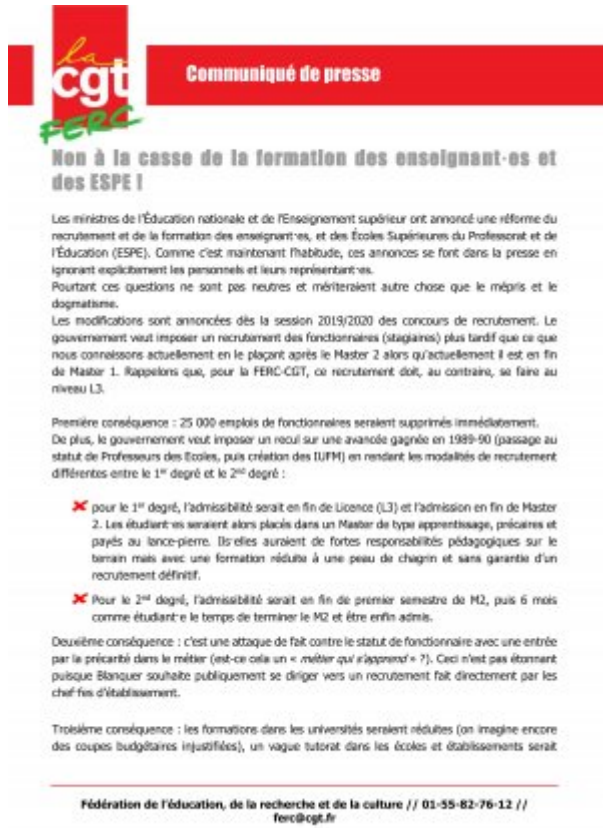 la
cgt
FERC
Communiqué de presse
Non à la casse de la formation des enseignant·es et
des ESPE !
Les ministres de l'Éducation nationale et de l'Enseignement supérieur ont annoncé une réforme du
recrutement et de la formation des enseignant·es, et des Écoles Supérieures du Professorat et de
l'Éducation (ESPE). Comme c'est maintenant l'habitude, ces annonces se font dans la presse en
ignorant explicitement les personnels et leurs représentant·es.
Pourtant ces questions ne sont pas neutres et mériteraient autre chose que le mépris et le
dogmatisme.
Les modifications sont annoncées dès la session 2019/2020 des concours de recrutement. Le
gouvernement veut imposer un recrutement des fonctionnaires (stagiaires) plus tardif que ce que
nous connaissons actuellement en le plaçant après le Master 2 alors qu'actuellement il est en fin
de Master 1. Rappelons que, pour la FERC-CGT, ce recrutement doit, au contraire, se faire au
niveau L3.
Première conséquence : 25 000 emplois de fonctionnaires seraient supprimés immédiatement.
De plus, le gouvernement veut imposer un recul sur une avancée gagnée en 1989-90 (passage au
statut de Professeurs des Ecoles, puis création des IUFM) en rendant les modalités de recrutement
différentes entre le 1er degré et le 2nd degré :
pour le 1er degré, l'admissibilité serait en fin de Licence (L3) et l'admission en fin de Master
2. Les étudiant·es seraient alors placés dans un Master de type apprentissage, précaires et
payés au lance-pierre. Ils·elles auraient de fortes responsabilités pédagogiques sur le
terrain mais avec une formation réduite à une peau de chagrin et sans garantie d'un
recrutement définitif.
Pour le 2nd degré, l'admissibilité serait en fin de premier semestre de M2, puis 6 mois
comme étudiant·e le temps de terminer le M2 et être enfin admis.
Deuxième conséquence : c'est une attaque de fait contre le statut de fonctionnaire avec une entrée
par la précarité dans le métier (est-ce cela un « métier qui s'apprend » ?). Ceci n'est pas étonnant
puisque Blanquer souhaite publiquement se diriger vers un recrutement fait directement par les
chef·fes d'établissement.
Troisième conséquence : les formations dans les universités seraient réduites (on imagine encore
des coupes budgétaires injustifiées), un vague tutorat dans les écoles et établissements serait
Fédération de l'éducation, de la recherche et de la culture // 01-55-82-76-12 //
ferc@cgt.fr